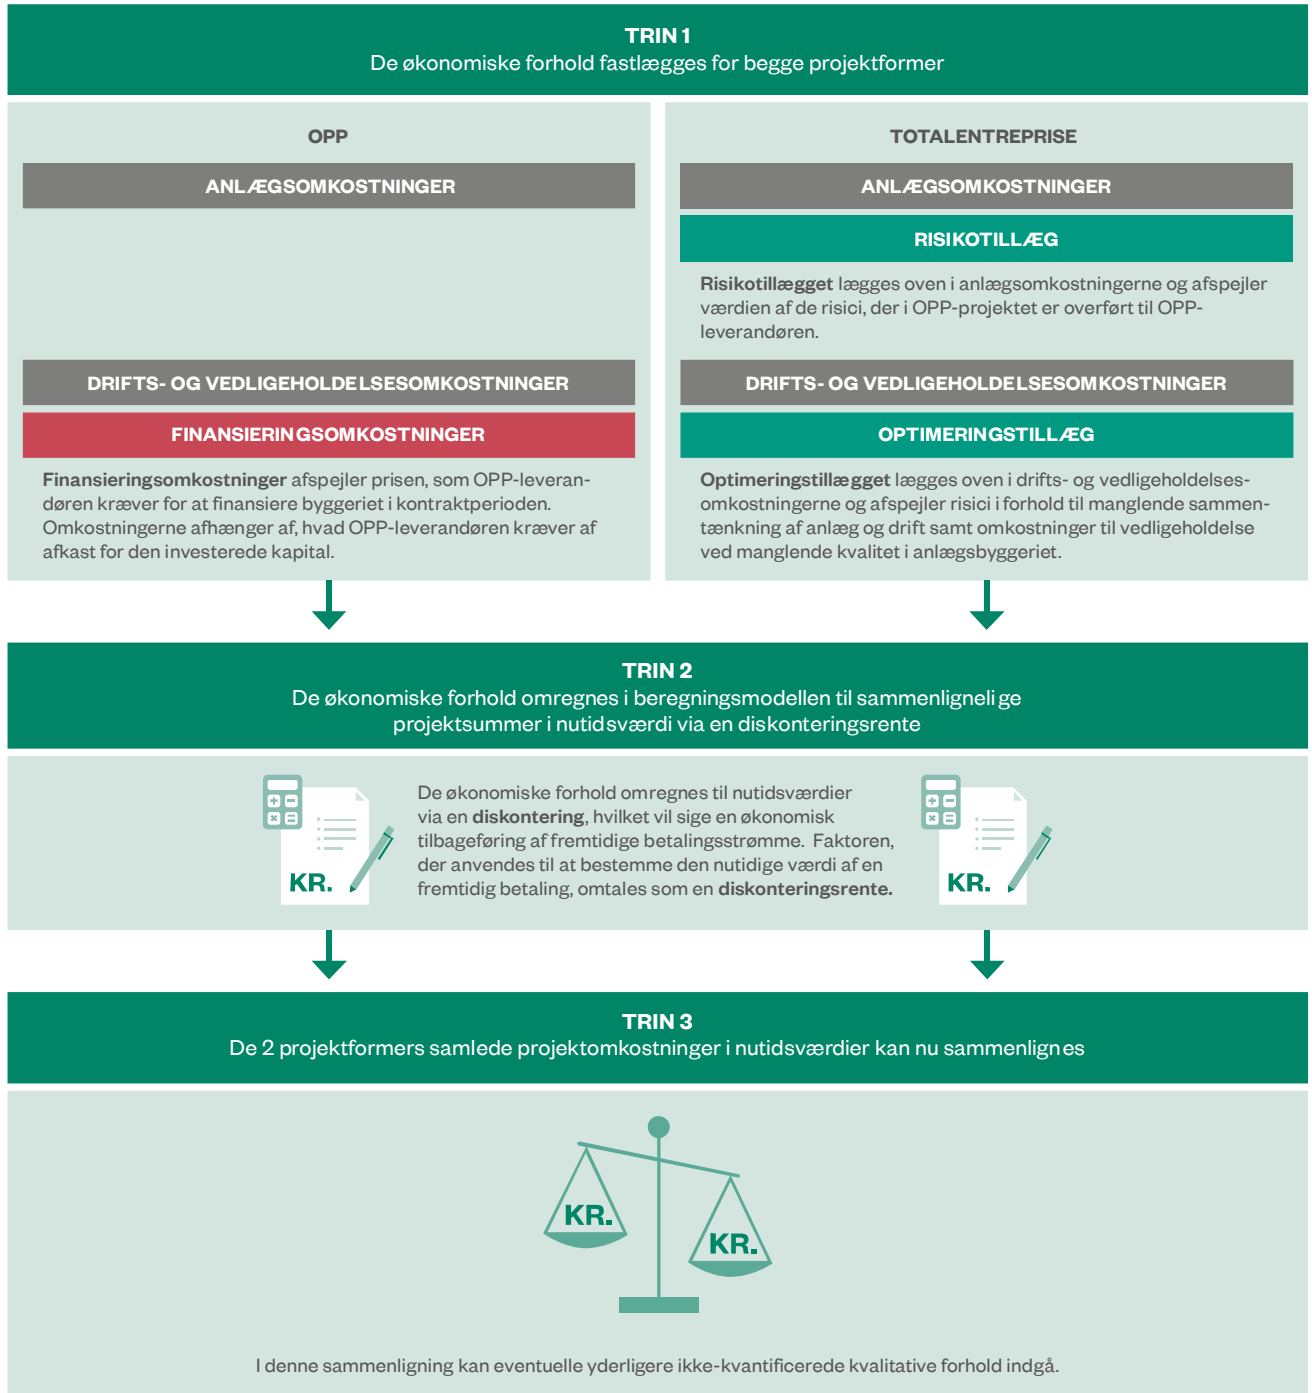 TRIN 1
De økonomiske forhold fastlægges for begge projektformer
OPP
ANLÆGSOMKOSTNINGER
DRIFTS- OG VEDLIGEHOLDELSESOMKOSTNINGER
FINANSIERINGSOMKOSTNINGER
Finansieringsomkostninger afspejler prisen, som OPP-leveran-
døren kræver for at finansiere byggeriet i kontraktperioden.
Omkostningerne afhænger af, hvad OPP-leverandøren kræver af
afkast for den investerede kapital.
TOTALENTREPRISE
ANLÆGSOMKOSTNINGER
RISIKOTILLÆG
Risikotillægget lægges oven i anlægsomkostningerne og afspejler
værdien af de risici, der i OPP-projektet er overført til OPP-
leverandøren.
DRIFTS- OG VEDLIGEHOLDELSESOMKOSTNINGER
OPTIMERINGSTILLÆG
Optimeringstillægget lægges oven i drifts- og vedligeholdelses-
omkostningerne og afspejler risici i forhold til manglende sammen-
tænkning af anlæg og drift samt omkostninger til vedligeholdelse
ved manglende kvalitet i anlægsbyggeriet.
TRIN 2
De økonomiske forhold omregnes i beregningsmodellen til sammenlignelige
projektsummer i nutidsværdi via en diskonteringsrente
KR.
De økonomiske forhold omregnes til nutidsværdier
via en diskontering, hvilket vil sige en økonomisk
tilbageføring af fremtidige betalingsstrømme. Faktoren,
der anvendes til at bestemme den nutidige værdi af en
fremtidig betaling, omtales som en diskonteringsrente.
KR.
TRIN 3
De 2 projektformers samlede projektomkostninger i nutidsværdier kan nu sammenlignes
KR.
KR.
I denne sammenligning kan eventuelle yderligere ikke-kvantificerede kvalitative forhold indgå.